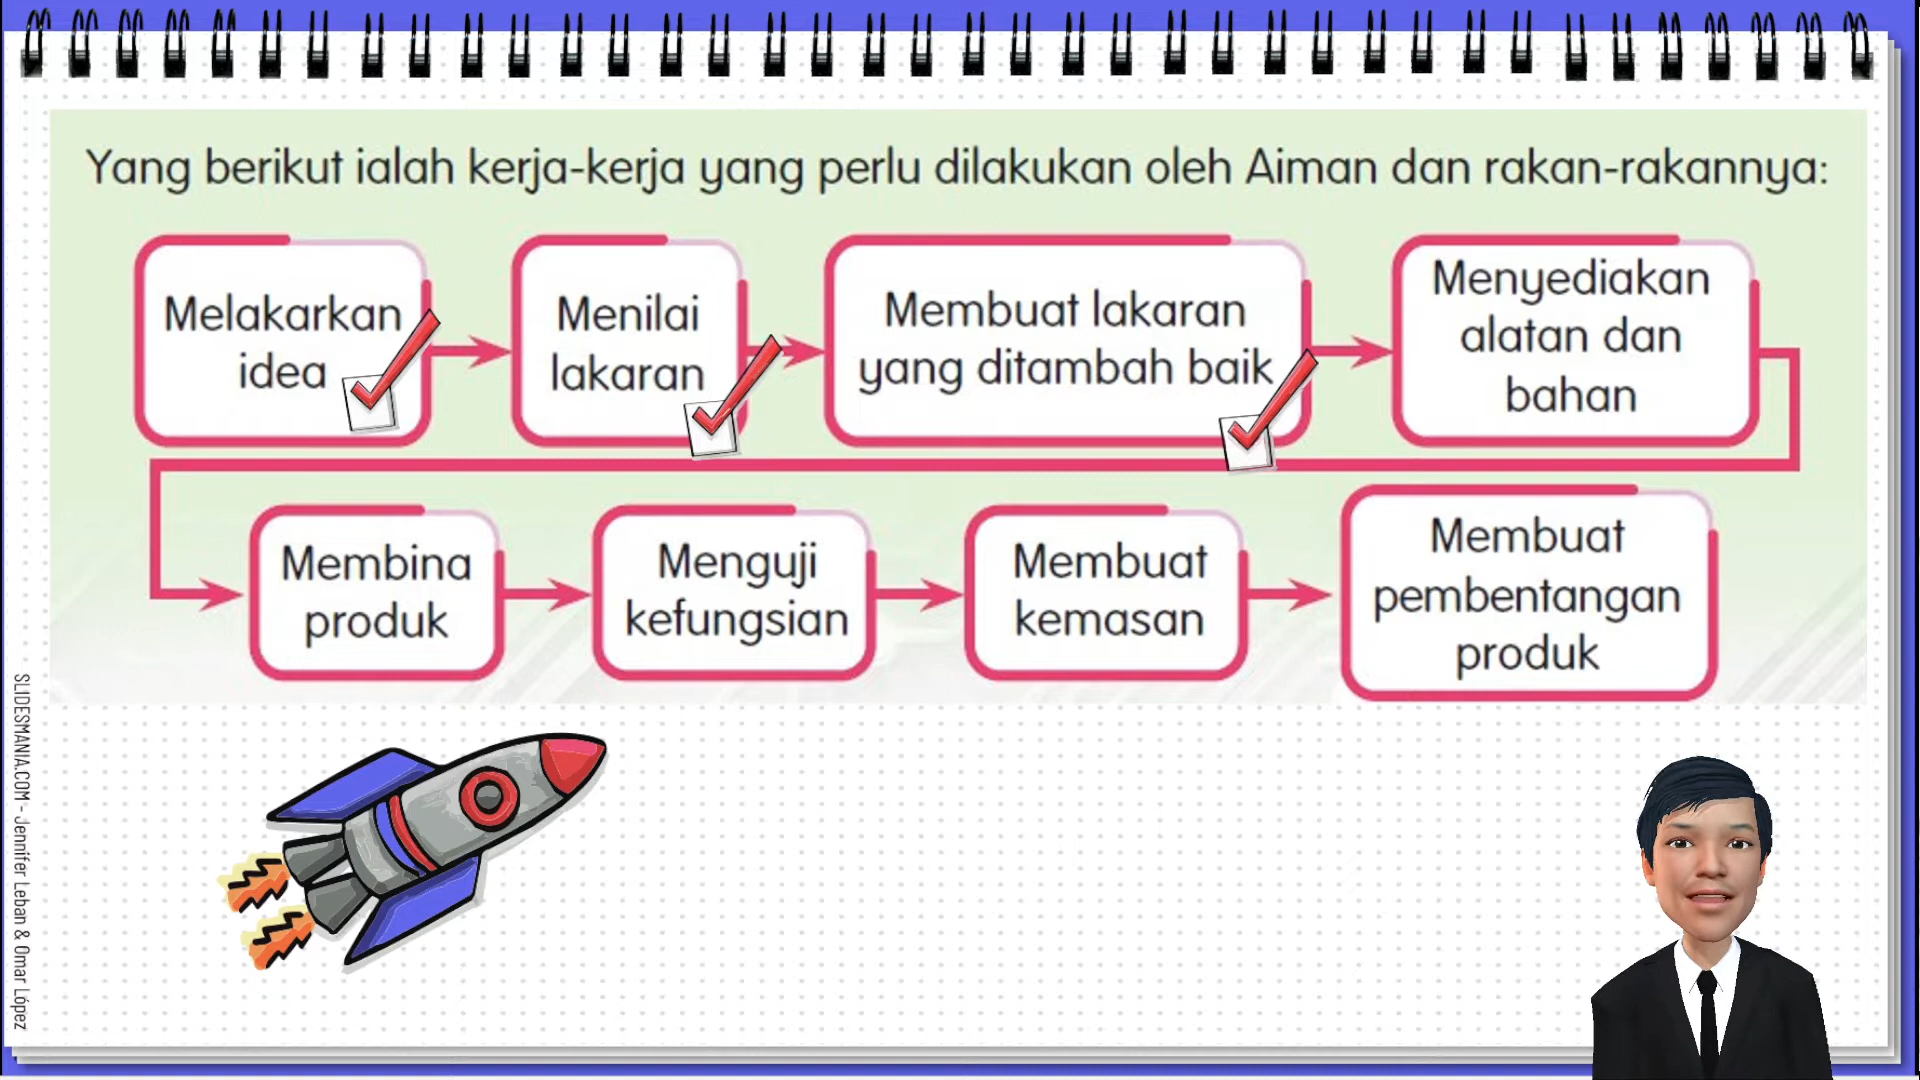 Yang berikut ialah kerja-kerja yang perlu dilakukan oleh Aiman dan rakan-rakannya:
Melakarkan
idea
Menilai
lakaran
Membuat lakaran
yang ditambah baik
Menyediakan
alatan dan
bahan
Membina
produk
Menguji
kefungsian
Membuat
kemasan
Membuat
pembentangan
produk
SLIDESMANIA.COM - Jennifer Leban & Omar López